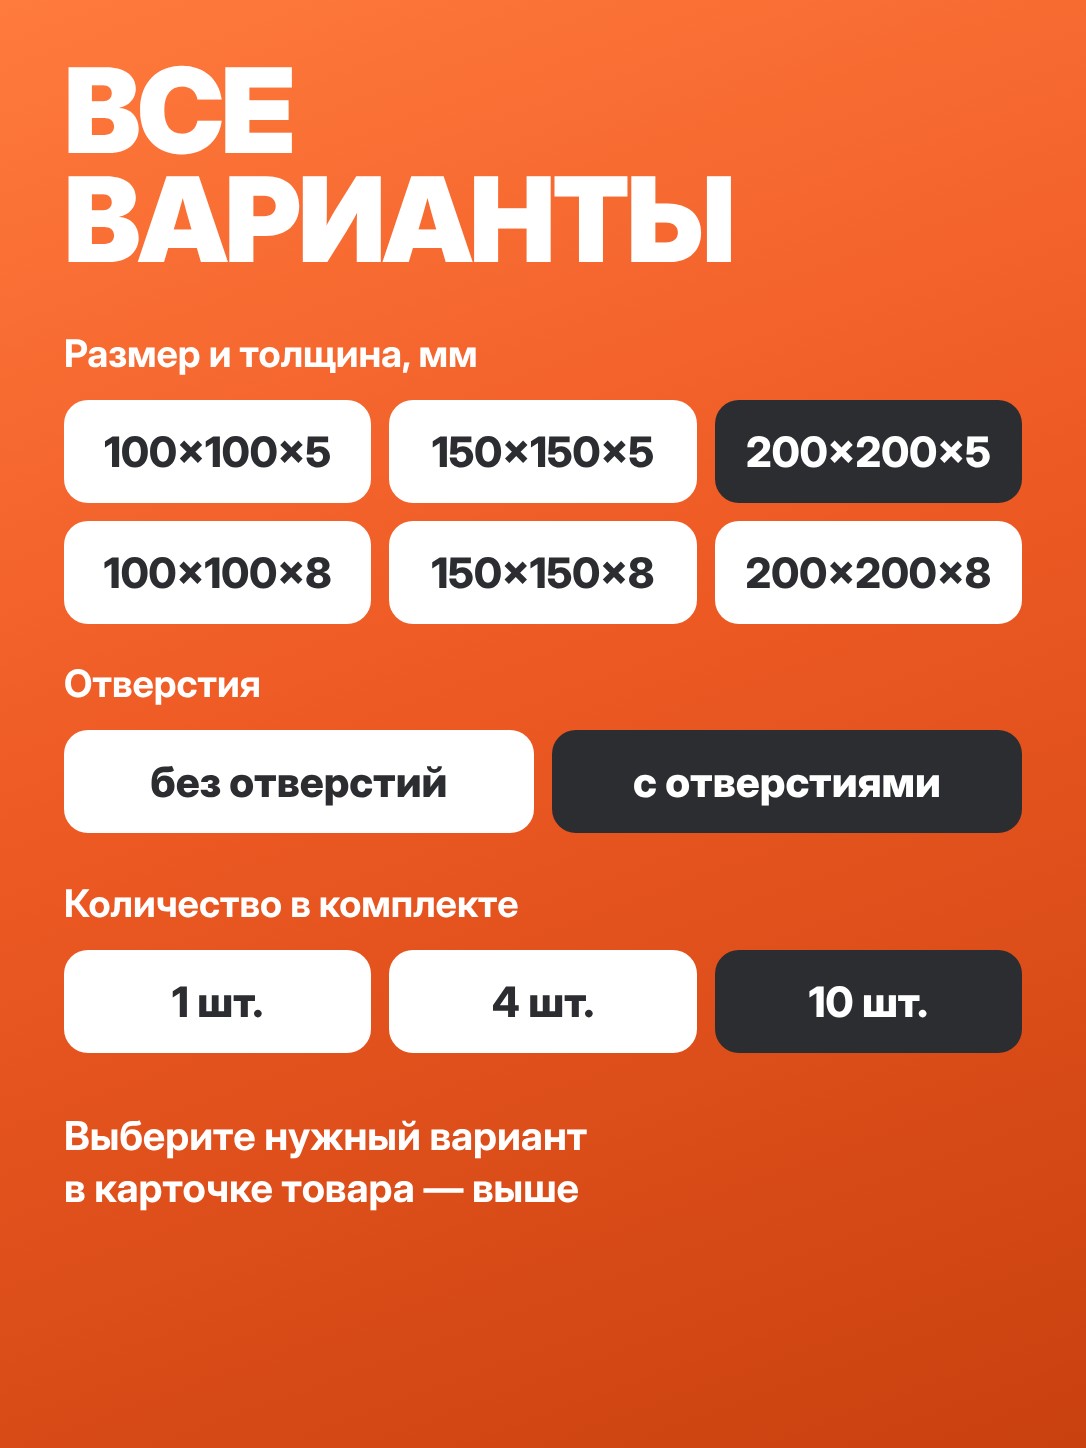 ВСЕ
ВАРИАНТЫ
Размер и толщина, мм
100×100×5 150×150×5 200×200×5
100×100×8 150×150×8 200×200×8
Отверстия
без отверстий с отверстиями
Количество в комплекте
1 шт. 4 шт. 10 шт.
Выберите нужный вариант
в карточке товара — выше